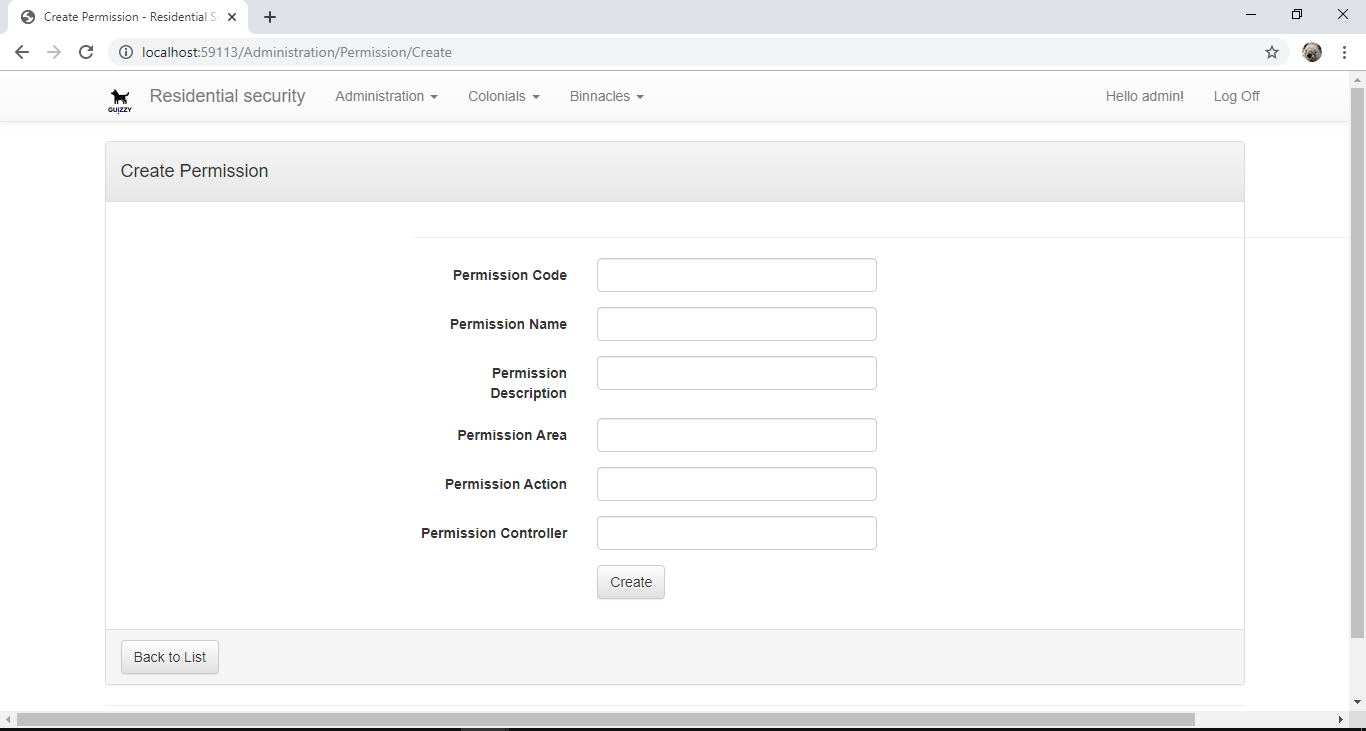 Create Permission - Residential S
localhost:59113/Administration/Permission/Create
GUIZZY
Residential security
Administration
Colonials
Binnacles
Hello admin!
Log Off
Create Permission
Permission Code
Permission Name
Permission
Description
Permission Area
Permission Action
Permission Controller
Create
Back to List